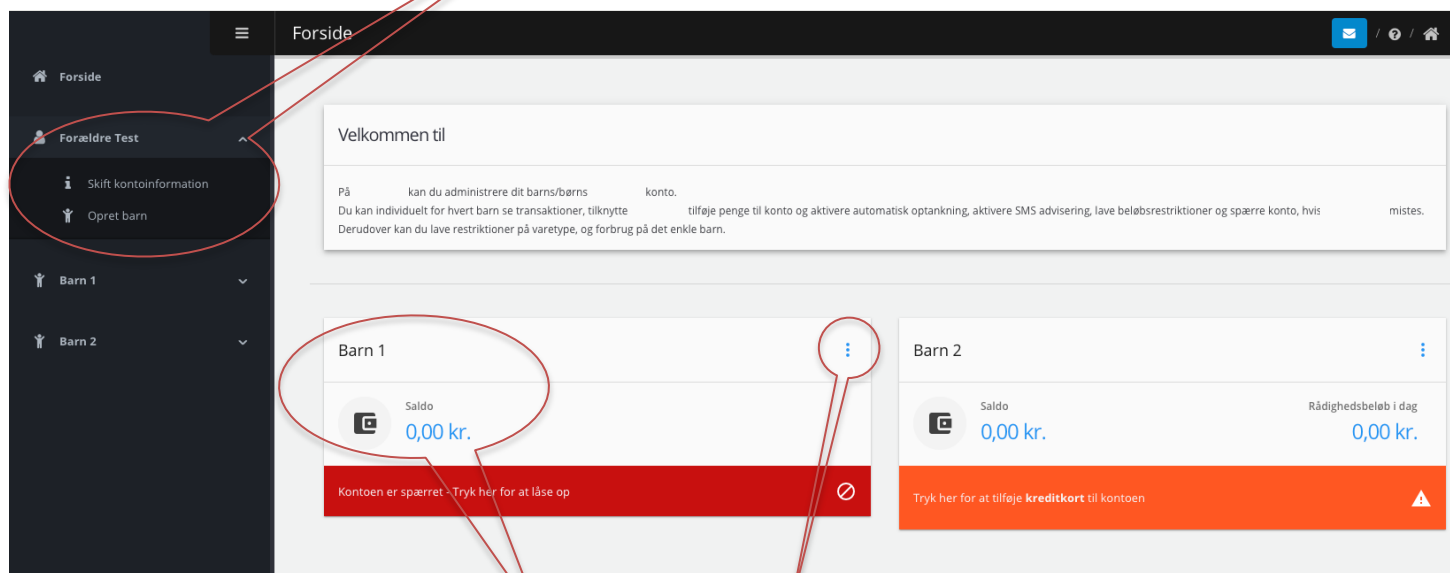 Forside
Forside
Forældre Test
Skift kontoinformation
Opret barn
Barn 1
Barn 2
Velkommen til
På kan du administrere dit barns/børns konto.
Du kan individuelt for hvert barn se transaktioner, tilknytte tilføje penge til konto og aktivere automatisk optankning, aktivere SMS advisering, lave beløbsrestriktioner og spærre konto, hvis mistes.
Derudover kan du lave restriktioner på varetype, og forbrug på det enkle barn.
Barn 1
Saldo
0,00 kr.
Kontoen er spærret - Tryk her for at låse op
Barn 2
Saldo
0,00 kr.
Rådighedsbeløb i dag
0,00 kr.
Tryk her for at tilføje kreditkort til kontoen